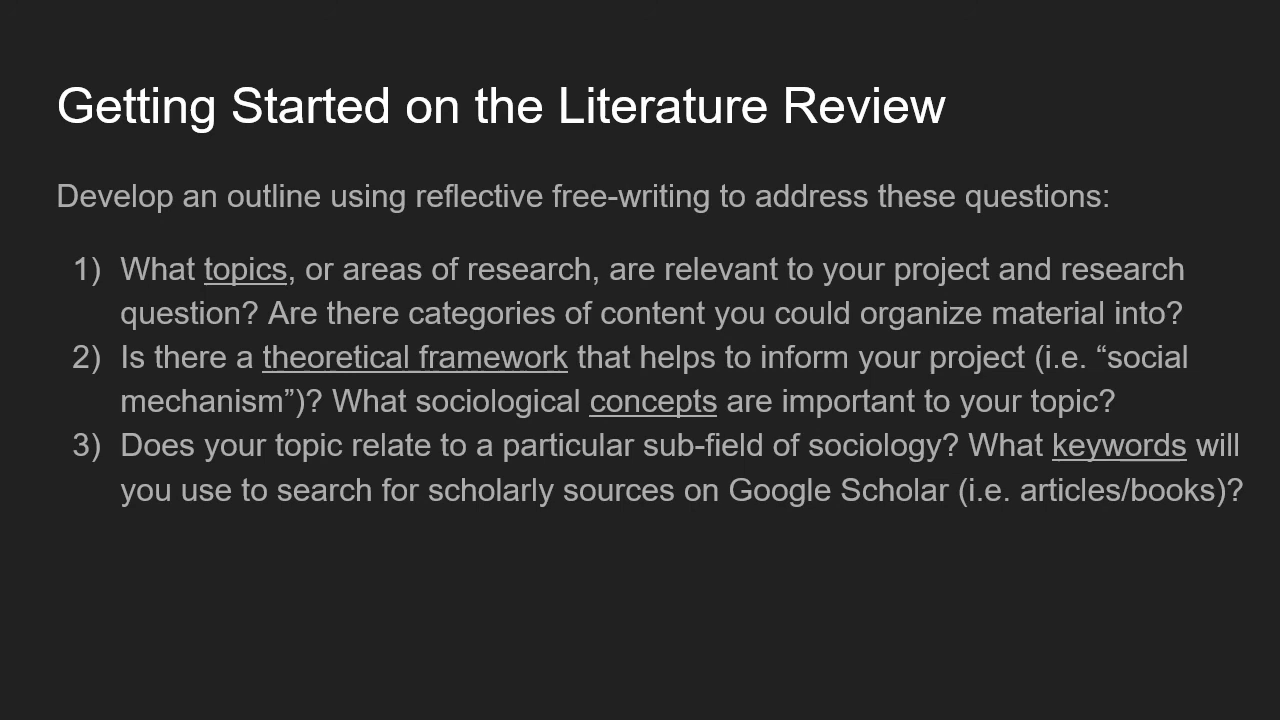 Getting Started on the Literature Review
Develop an outline using reflective free-writing to address these questions:
1) What topics, or areas of research, are relevant to your project and research
question? Are there categories of content you could organize material into?
2) Is there a theoretical framework that helps to inform your project (i.e. “social
mechanism”)? What sociological concepts are important to your topic?
3) Does your topic relate to a particular sub-field of sociology? What keywords will
you use to search for scholarly sources on Google Scholar (i.e. articles/books)?